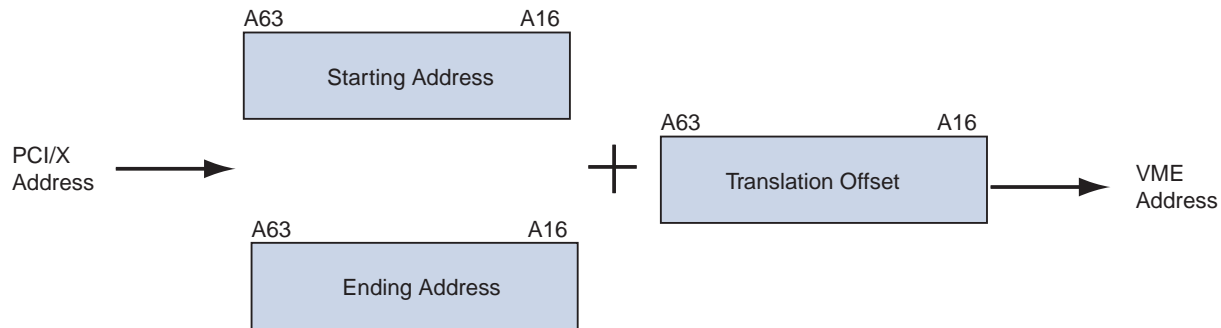 A63 A16
Starting Address
PCI/X
Address
A63 A16
Translation Offset
VME
Address
A63 A16
Ending Address